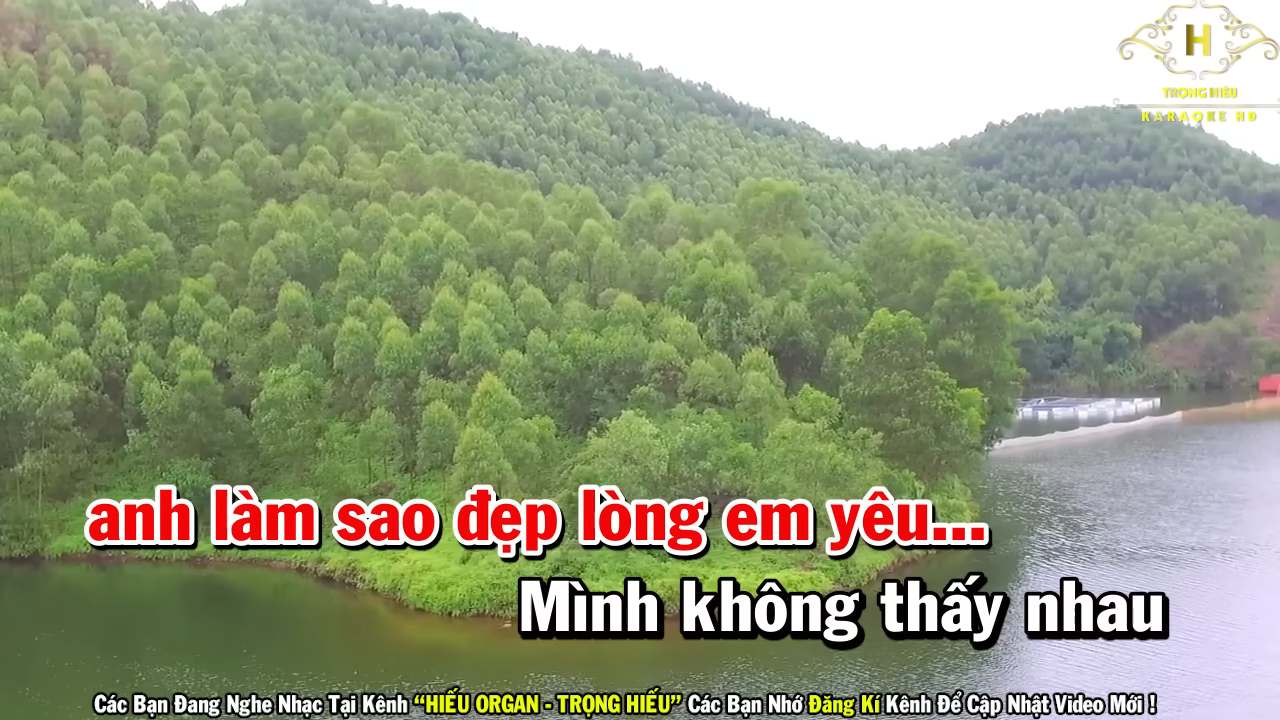 H
TRỌNG HIẾU
KARAOKE HD
anh làm sao đẹp lòng em yêu...
Mình không thấy nhau
Các Bạn Đang Nghe Nhạc Tại Kênh “HIẾU ORGAN - TRỌNG HIẾU” Các Bạn Nhớ Đăng Kí Kênh Để Cập Nhật Video Mới !